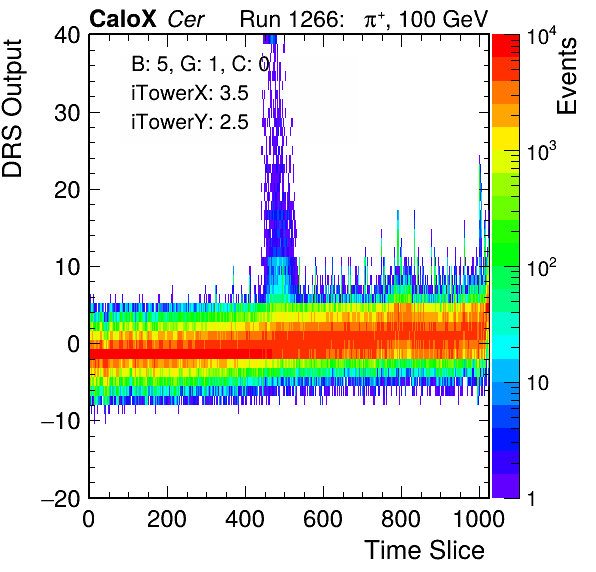 CaloX Cer Run 1266: π⁺, 100 GeV
DRS Output
40
30
20
10
0
−10
−20
B: 5, G: 1, C: 0
iTowerX: 3.5
iTowerY: 2.5
0 200 400 600 800 1000
Time Slice
10⁴
10³
10²
10
1
Events